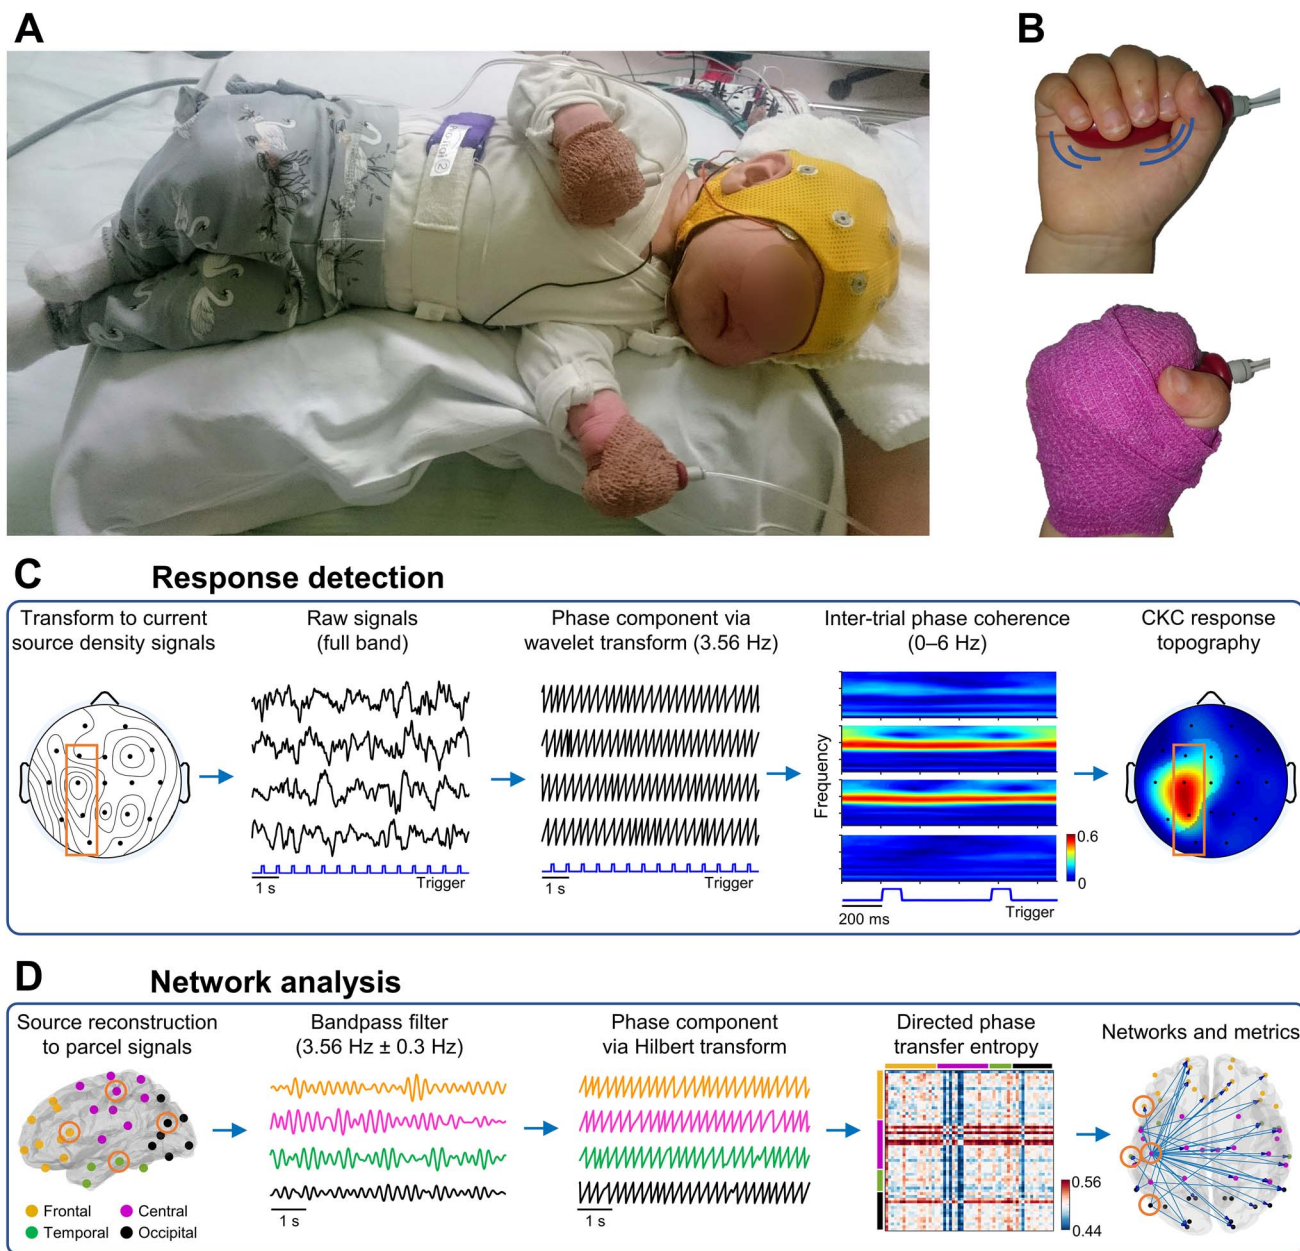 A
B
C
Response detection
Transform to current
source density signals
Raw signals
(full band)
Phase component via
wavelet transform (3.56 Hz)
Inter-trial phase coherence
(0–6 Hz)
CKC response
topography
Frequency
0.6
0
Trigger
1 s
Trigger
1 s
Trigger
200 ms
D
Network analysis
Source reconstruction
to parcel signals
Bandpass filter
(3.56 Hz ± 0.3 Hz)
Phase component
via Hilbert transform
Directed phase
transfer entropy
Networks and metrics
Frontal
Central
Temporal
Occipital
1 s
1 s
0.56
0.44